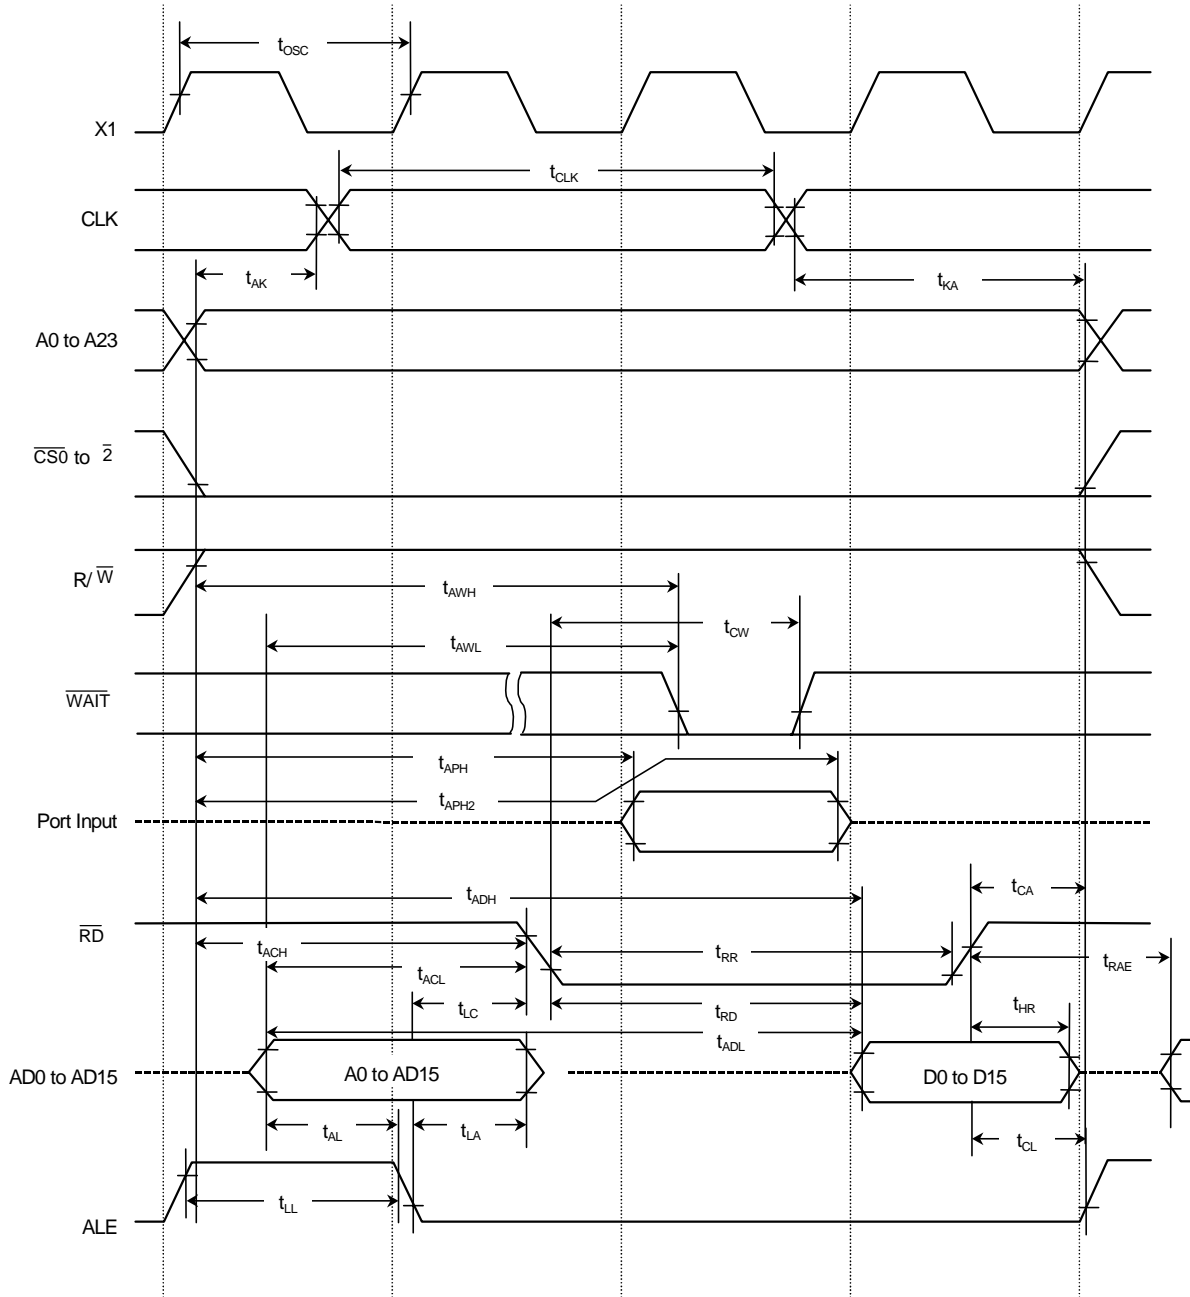 tOSC
X1
tCLK
CLK
tAK
tKA
A0 to A23
CS0 to 2
R/ W
tAWH
tCW
tAWL
WAIT
tAPH
tAPH2
Port Input
tADH
tCA
RD
tACH
tRR
tRAE
tACL
tLC
tRD
tHR
tADL
AD0 to AD15
A0 to AD15
D0 to D15
tAL
tLA
tCL
tLL
ALE